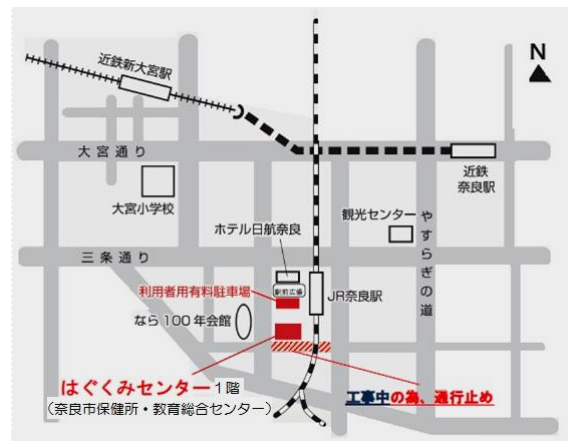 近鉄新大宮駅
N
大宮通り
近鉄
奈良駅
大宮小学校
観光センター
やすらぎの道
ホテル日航奈良
三条通り
駅前広場
利用者用有料駐車場
JR奈良駅
なら100年会館
はぐくみセンター1階
(奈良市保健所・教育総合センター)
工事中の為、通行止め